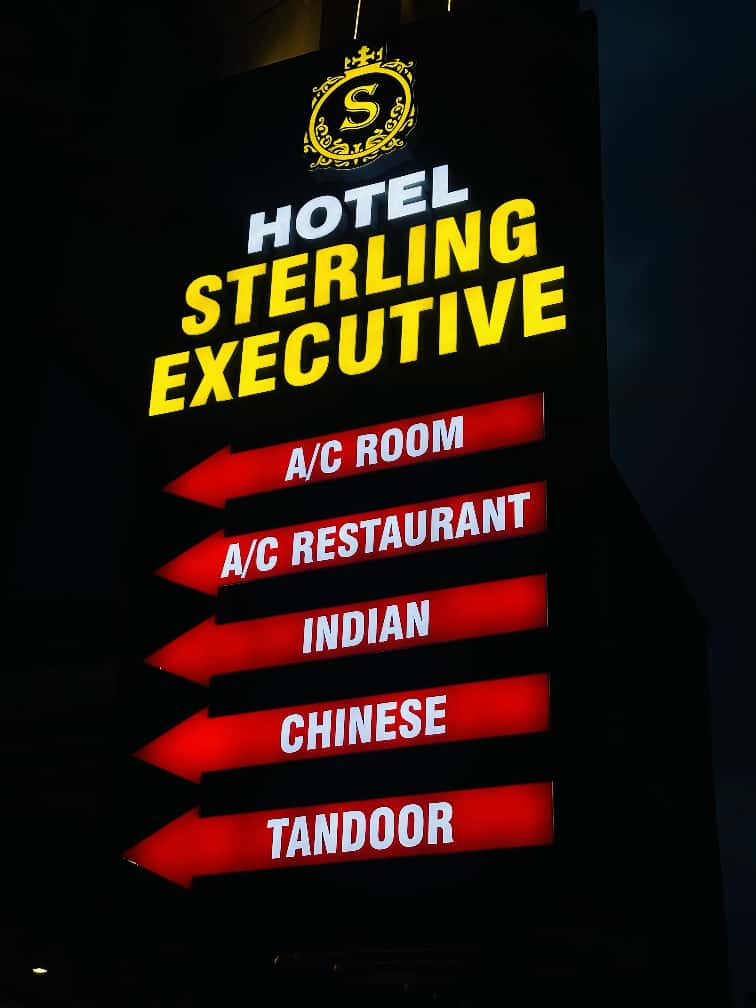 S
HOTEL
STERLING
EXECUTIVE
A/C ROOM
A/C RESTAURANT
INDIAN
CHINESE
TANDOOR